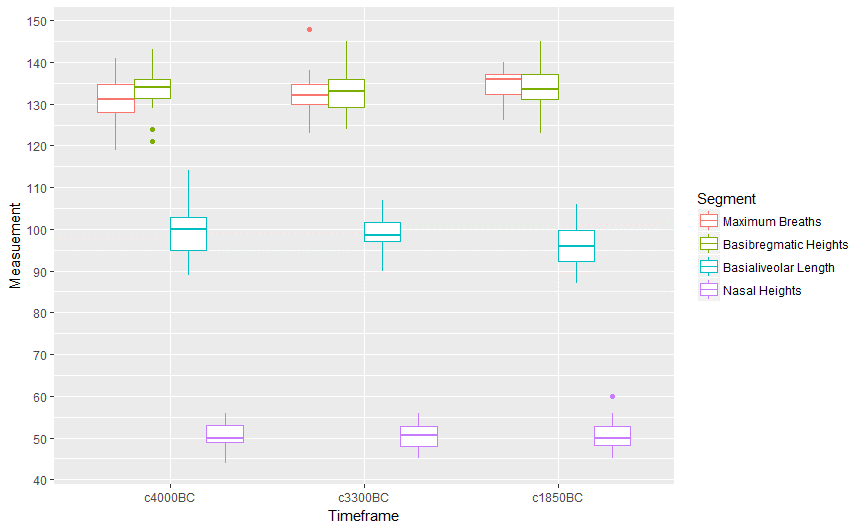 150
140
130
120
110
100
90
80
70
60
50
40
Measuement
c4000BC
c3300BC
c1850BC
Timeframe
Segment
Maximum Breaths
Basibregmatic Heights
Basialiveolar Length
Nasal Heights